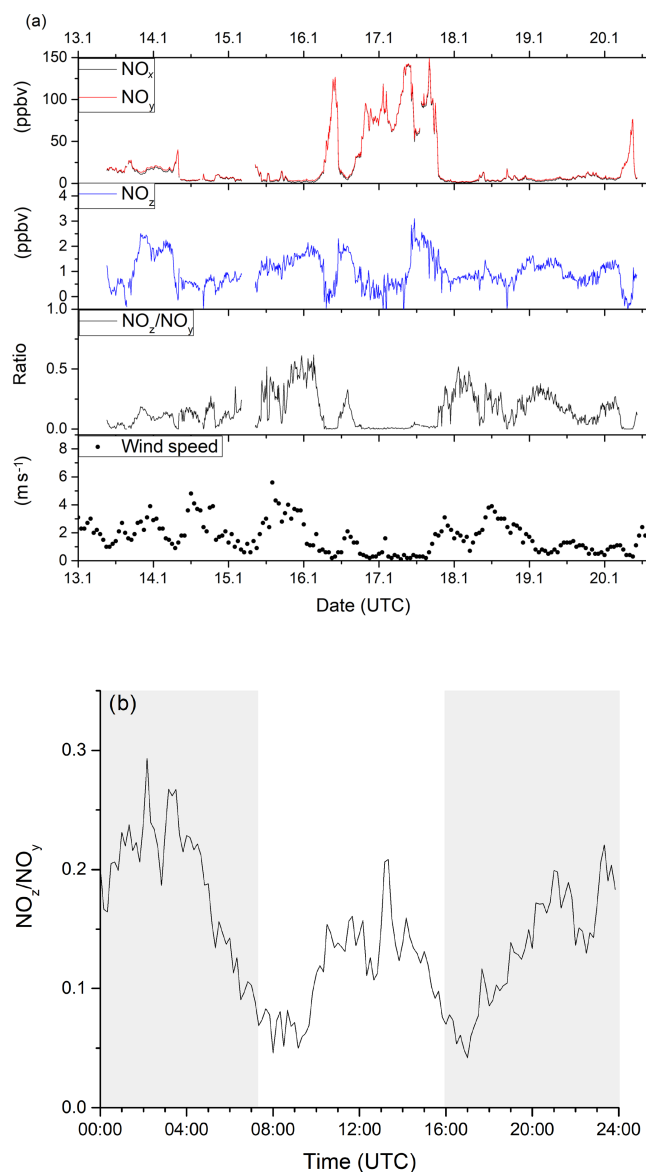 (a)
13.1 14.1 15.1 16.1 17.1 18.1 19.1 20.1
150
100
50
0
(ppbv)
NOx
NOy
4
3
2
1
0
(ppbv)
NOz
1.0
0.5
0.0
Ratio
NOz/NOy
8
6
4
2
0
(m s⁻¹)
Wind speed
13.1 14.1 15.1 16.1 17.1 18.1 19.1 20.1
Date (UTC)
(b)
0.3
0.2
0.1
0.0
NOz/NOy
00:00 04:00 08:00 12:00 16:00 20:00 24:00
Time (UTC)